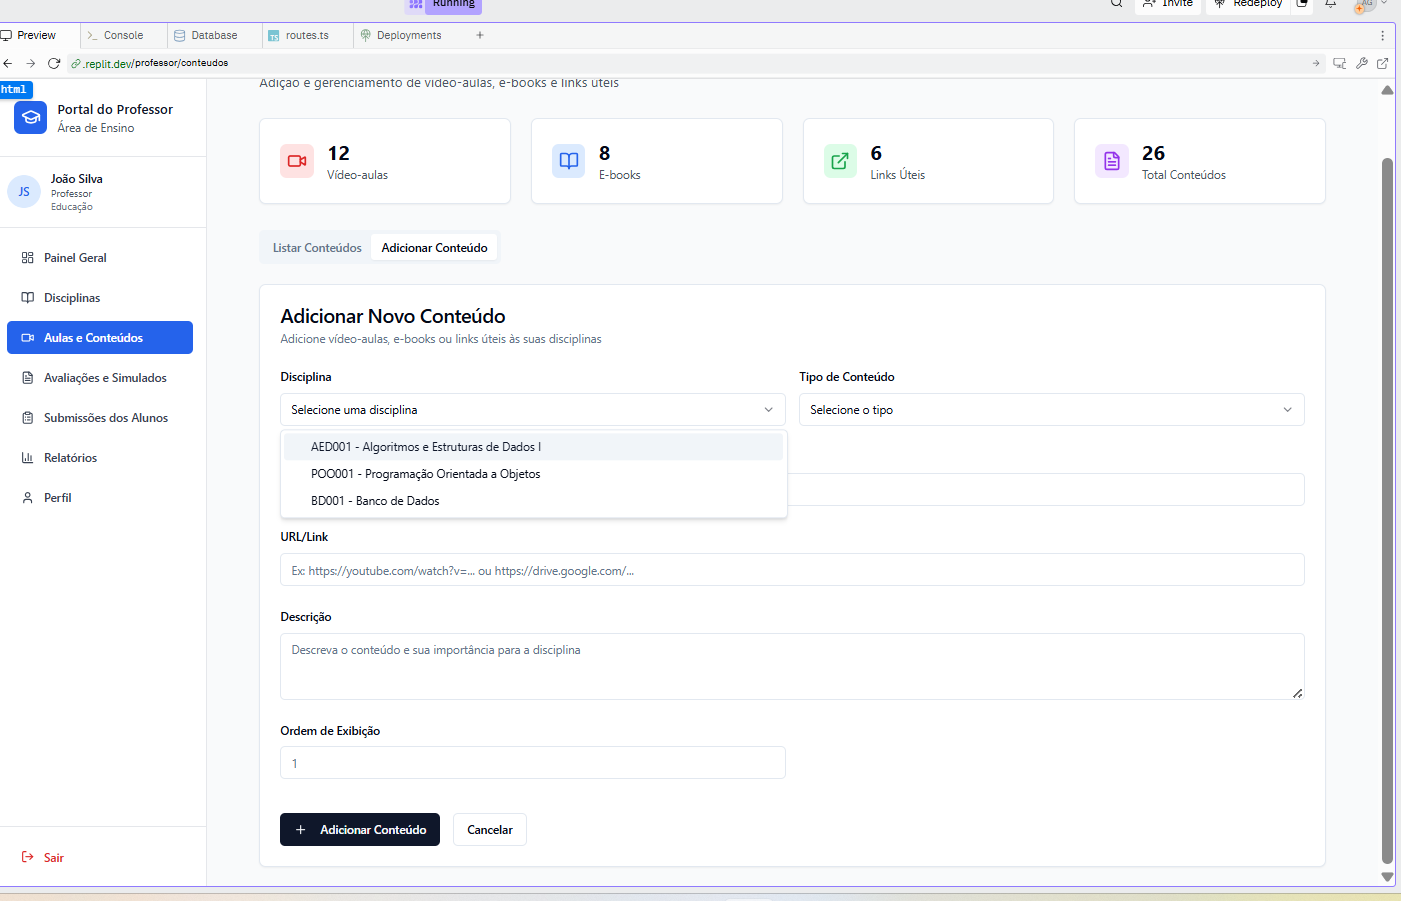 Running
Invite
Redeploy
AG
Preview
Console
Database
TS routes.ts
Deployments
.replit.dev/professor/conteudos
html
Portal do Professor
Área de Ensino
JS
João Silva
Professor
Educação
Painel Geral
Disciplinas
Aulas e Conteúdos
Avaliações e Simulados
Submissões dos Alunos
Relatórios
Perfil
Sair
Adição e gerenciamento de vídeo-aulas, e-books e links úteis
12
Vídeo-aulas
8
E-books
6
Links Úteis
26
Total Conteúdos
Listar Conteúdos
Adicionar Conteúdo
Adicionar Novo Conteúdo
Adicione vídeo-aulas, e-books ou links úteis às suas disciplinas
Disciplina
Tipo de Conteúdo
Selecione uma disciplina
Selecione o tipo
AED001 - Algoritmos e Estruturas de Dados I
POO001 - Programação Orientada a Objetos
BD001 - Banco de Dados
URL/Link
Ex: https://youtube.com/watch?v=... ou https://drive.google.com/...
Descrição
Descreva o conteúdo e sua importância para a disciplina
Ordem de Exibição
1
Adicionar Conteúdo
Cancelar